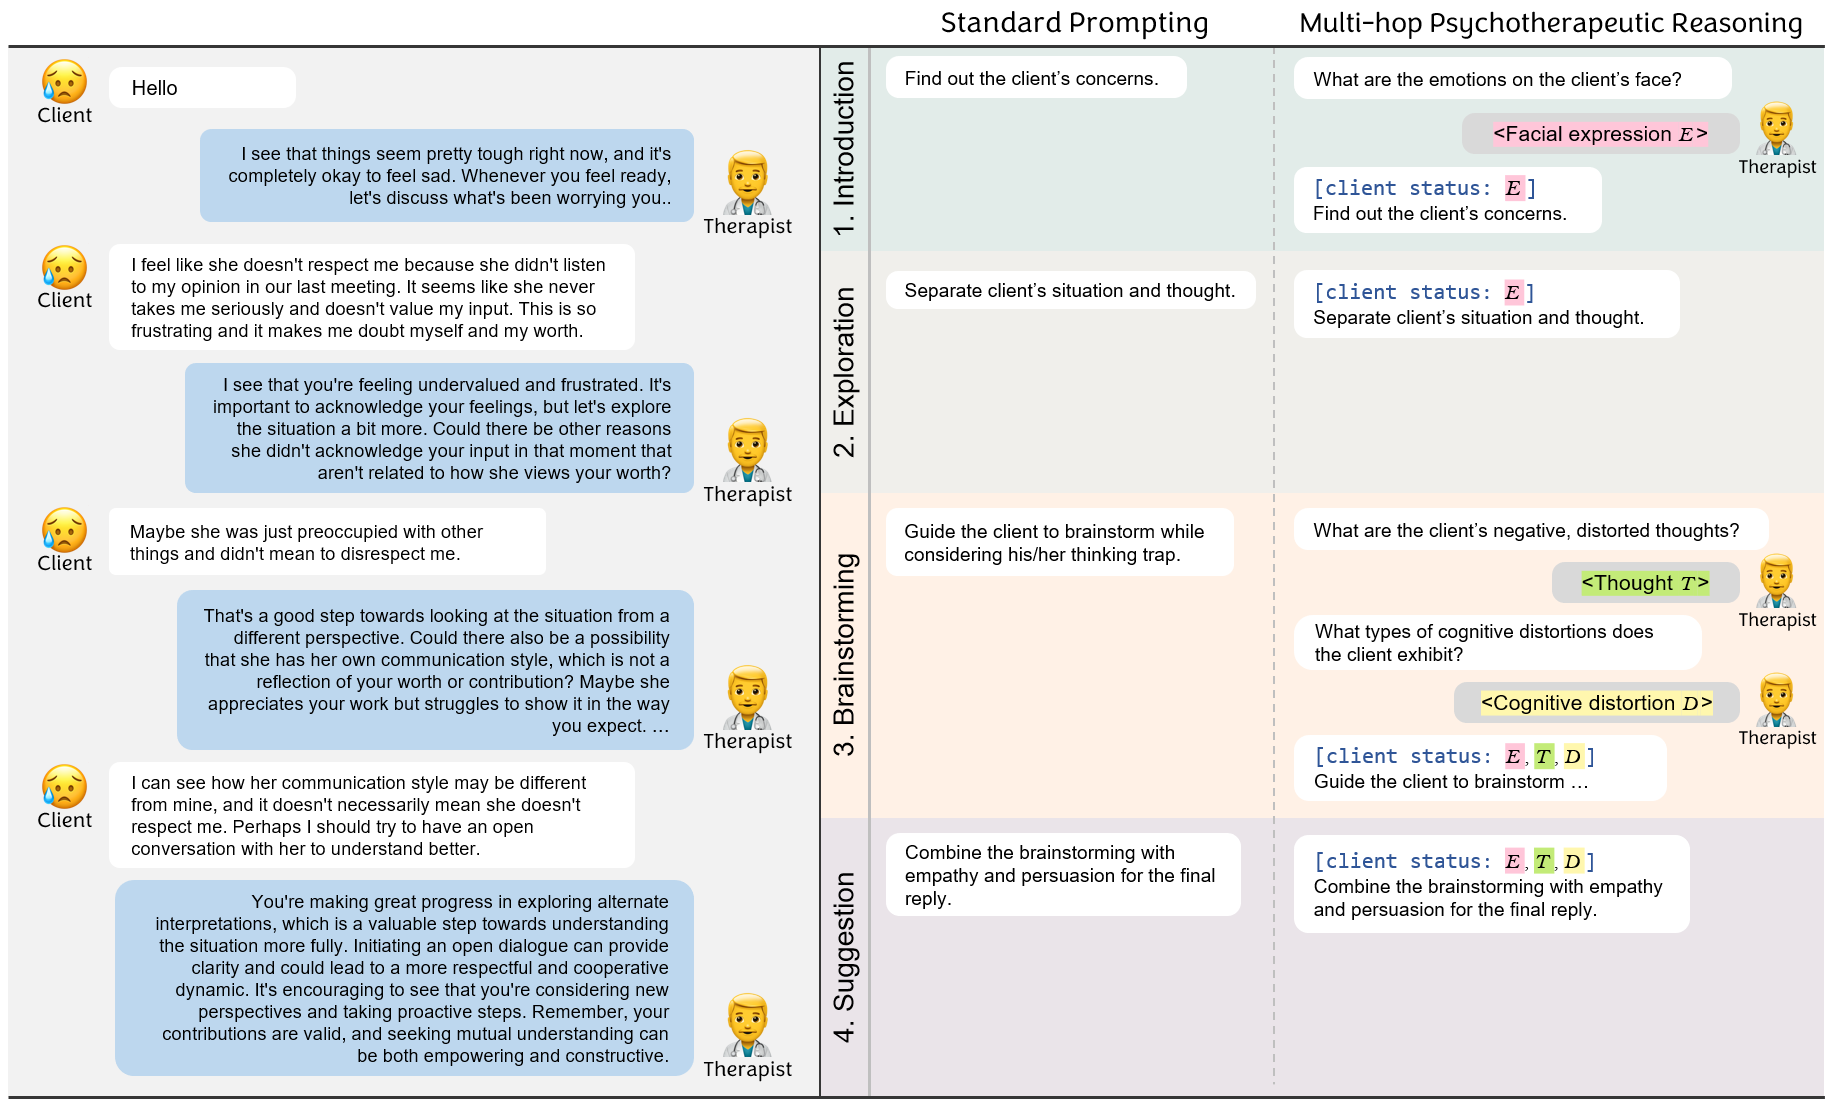 Standard Prompting
Multi-hop Psychotherapeutic Reasoning
Hello
Client
I see that things seem pretty tough right now, and it's
completely okay to feel sad. Whenever you feel ready,
let's discuss what's been worrying you..
Therapist
I feel like she doesn't respect me because she didn't listen
to my opinion in our last meeting. It seems like she never
takes me seriously and doesn't value my input. This is so
frustrating and it makes me doubt myself and my worth.
Client
I see that you're feeling undervalued and frustrated. It's
important to acknowledge your feelings, but let's explore
the situation a bit more. Could there be other reasons
she didn't acknowledge your input in that moment that
aren't related to how she views your worth?
Therapist
Maybe she was just preoccupied with other
things and didn't mean to disrespect me.
Client
That's a good step towards looking at the situation from a
different perspective. Could there also be a possibility
that she has her own communication style, which is not a
reflection of your worth or contribution? Maybe she
appreciates your work but struggles to show it in the way
you expect. …
Therapist
I can see how her communication style may be different
from mine, and it doesn't necessarily mean she doesn't
respect me. Perhaps I should try to have an open
conversation with her to understand better.
Client
You're making great progress in exploring alternate
interpretations, which is a valuable step towards understanding
the situation more fully. Initiating an open dialogue can provide
clarity and could lead to a more respectful and cooperative
dynamic. It's encouraging to see that you're considering new
perspectives and taking proactive steps. Remember, your
contributions are valid, and seeking mutual understanding can
be both empowering and constructive.
Therapist
1. Introduction
Find out the client’s concerns.
What are the emotions on the client’s face?
<Facial expression E>
Therapist
[client status: E]
Find out the client’s concerns.
2. Exploration
Separate client’s situation and thought.
[client status: E]
Separate client’s situation and thought.
3. Brainstorming
Guide the client to brainstorm while
considering his/her thinking trap.
What are the client’s negative, distorted thoughts?
<Thought T>
Therapist
What types of cognitive distortions does
the client exhibit?
<Cognitive distortion D>
Therapist
[client status: E, T, D]
Guide the client to brainstorm …
4. Suggestion
Combine the brainstorming with
empathy and persuasion for the final
reply.
[client status: E, T, D]
Combine the brainstorming with empathy
and persuasion for the final reply.